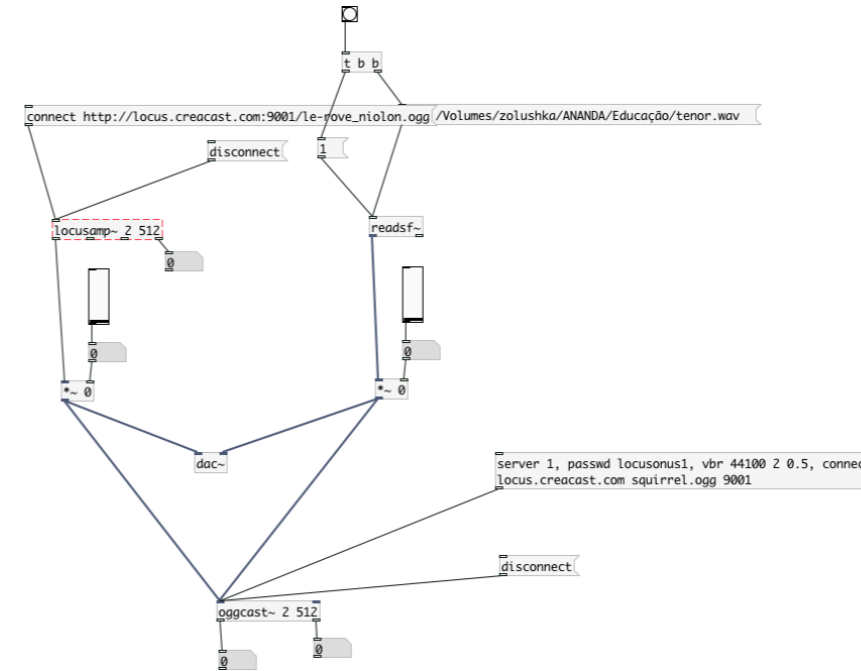 t b b
connect http://locus.creacast.com:9001/le-rove_niolon.ogg
/Volumes/zolushka/ANANDA/Educação/tenor.wav
disconnect
1
locusamp~ 2 512
readsf~
0
0
0
*~ 0
*~ 0
dac~
server 1, passwd locusonus1, vbr 44100 2 0.5, connec
locus.creacast.com squirrel.ogg 9001
disconnect
oggcast~ 2 512
0
0